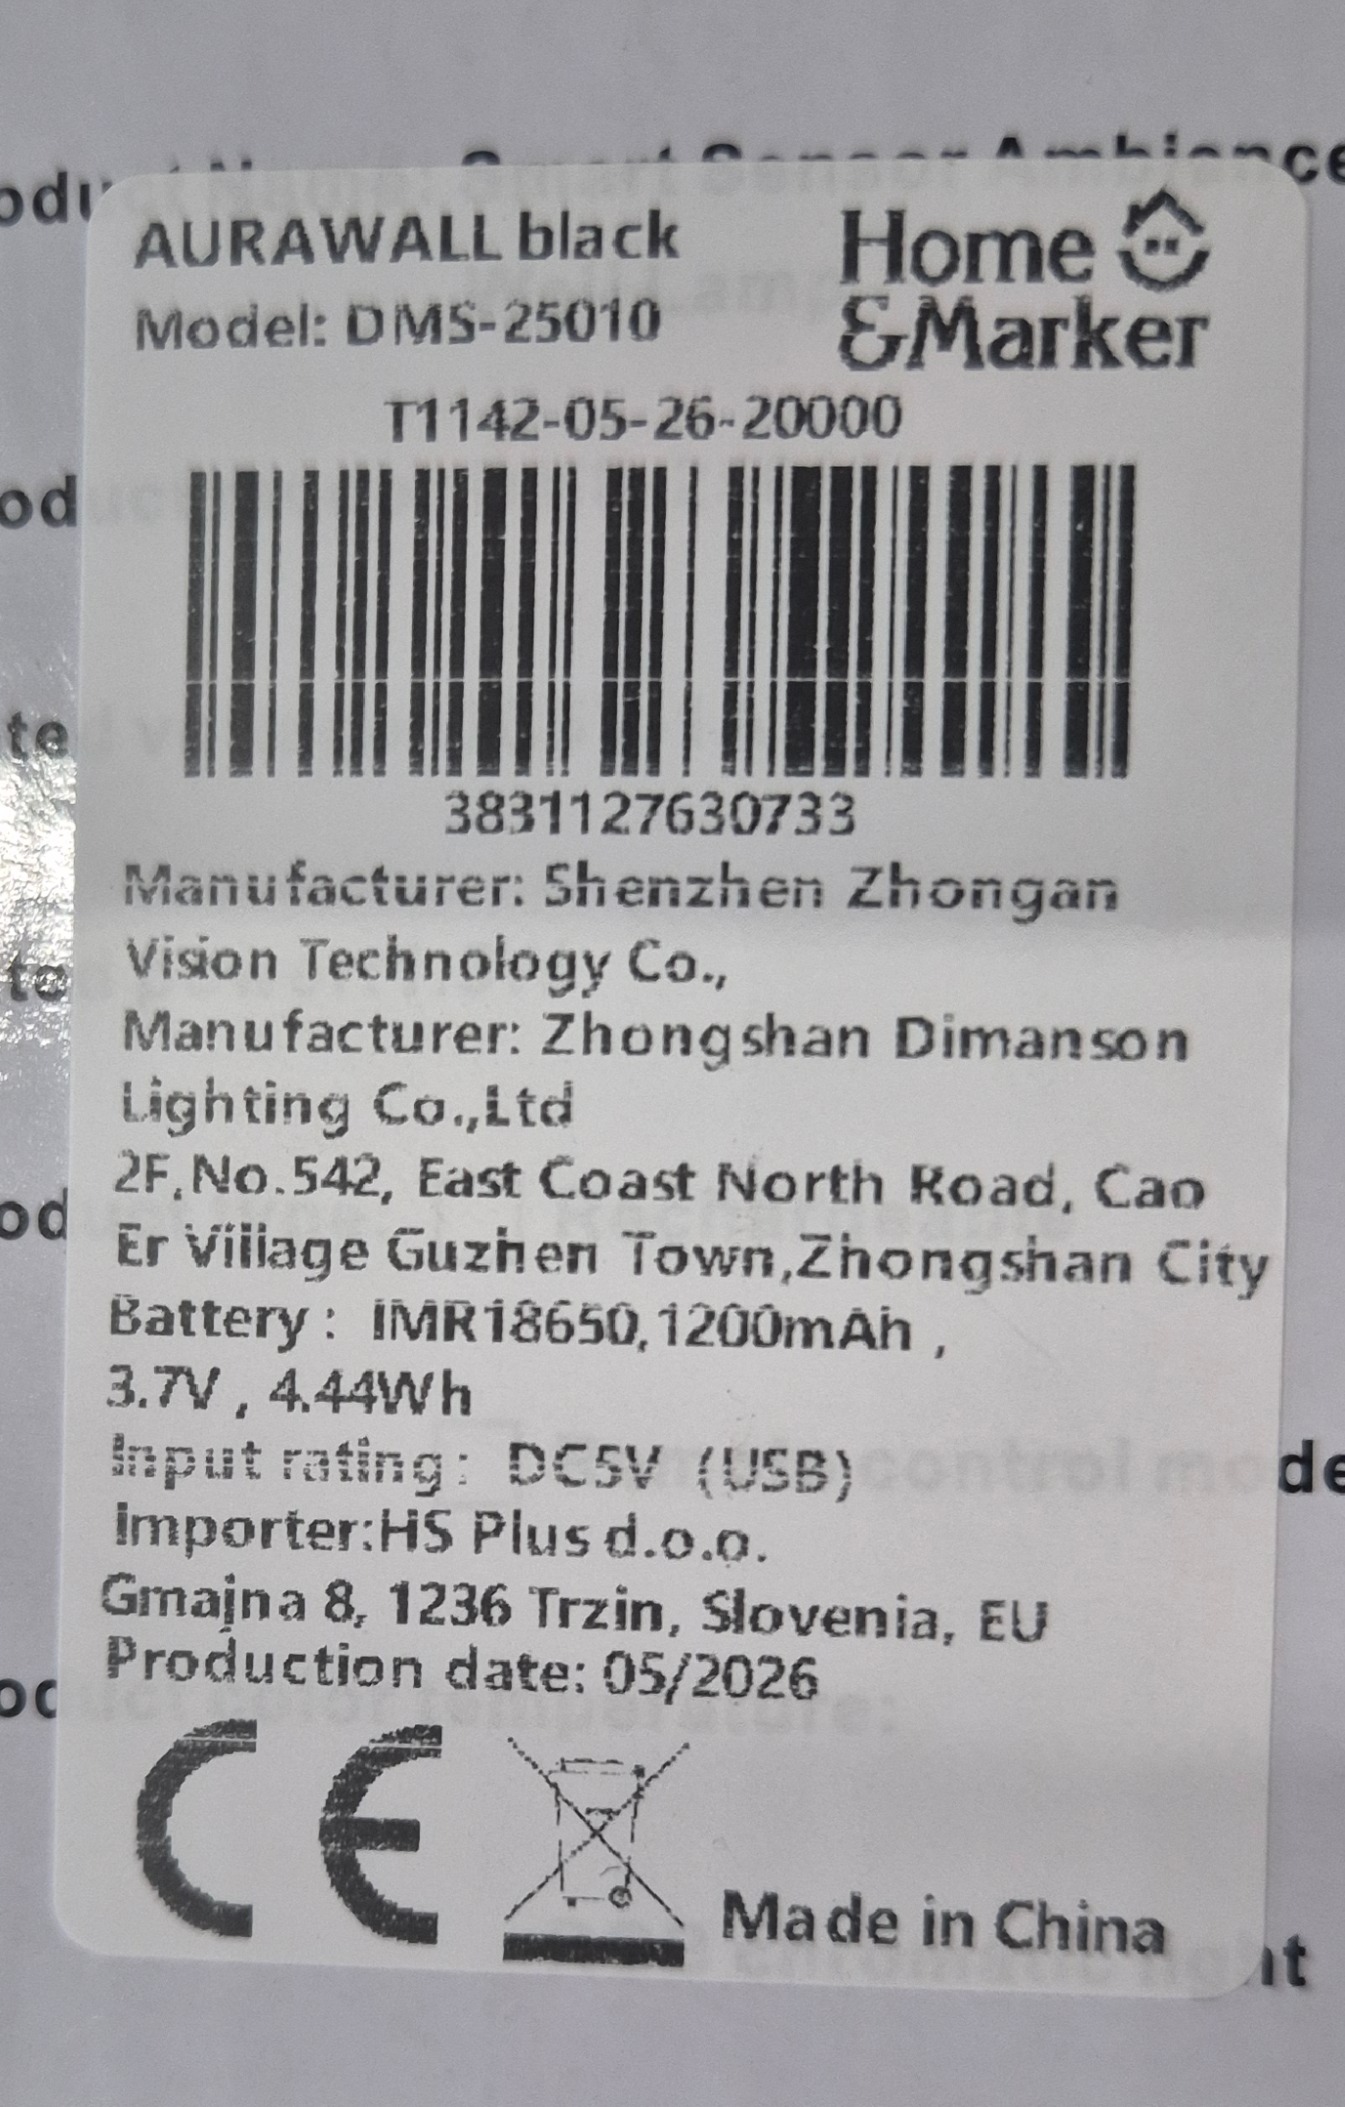 Ambiance
AURAWALL black
Home
&Marker
Model: DMS-25010
T1142-05-26-20000
3831127630733
Manufacturer: Shenzhen Zhongan
Vision Technology Co.,
Manufacturer: Zhongshan Dimanson
Lighting Co.,Ltd
2F,No.542, East Coast North Road, Cao
Er Village Guzhen Town,Zhongshan City
Battery : IMR18650,1200mAh ,
3.7V , 4.44Wh
Input rating : DC5V (USB)
Importer:HS Plus d.o.o.
Gmajna 8, 1236 Trzin, Slovenia, EU
Production date: 05/2026
CE
Made in China